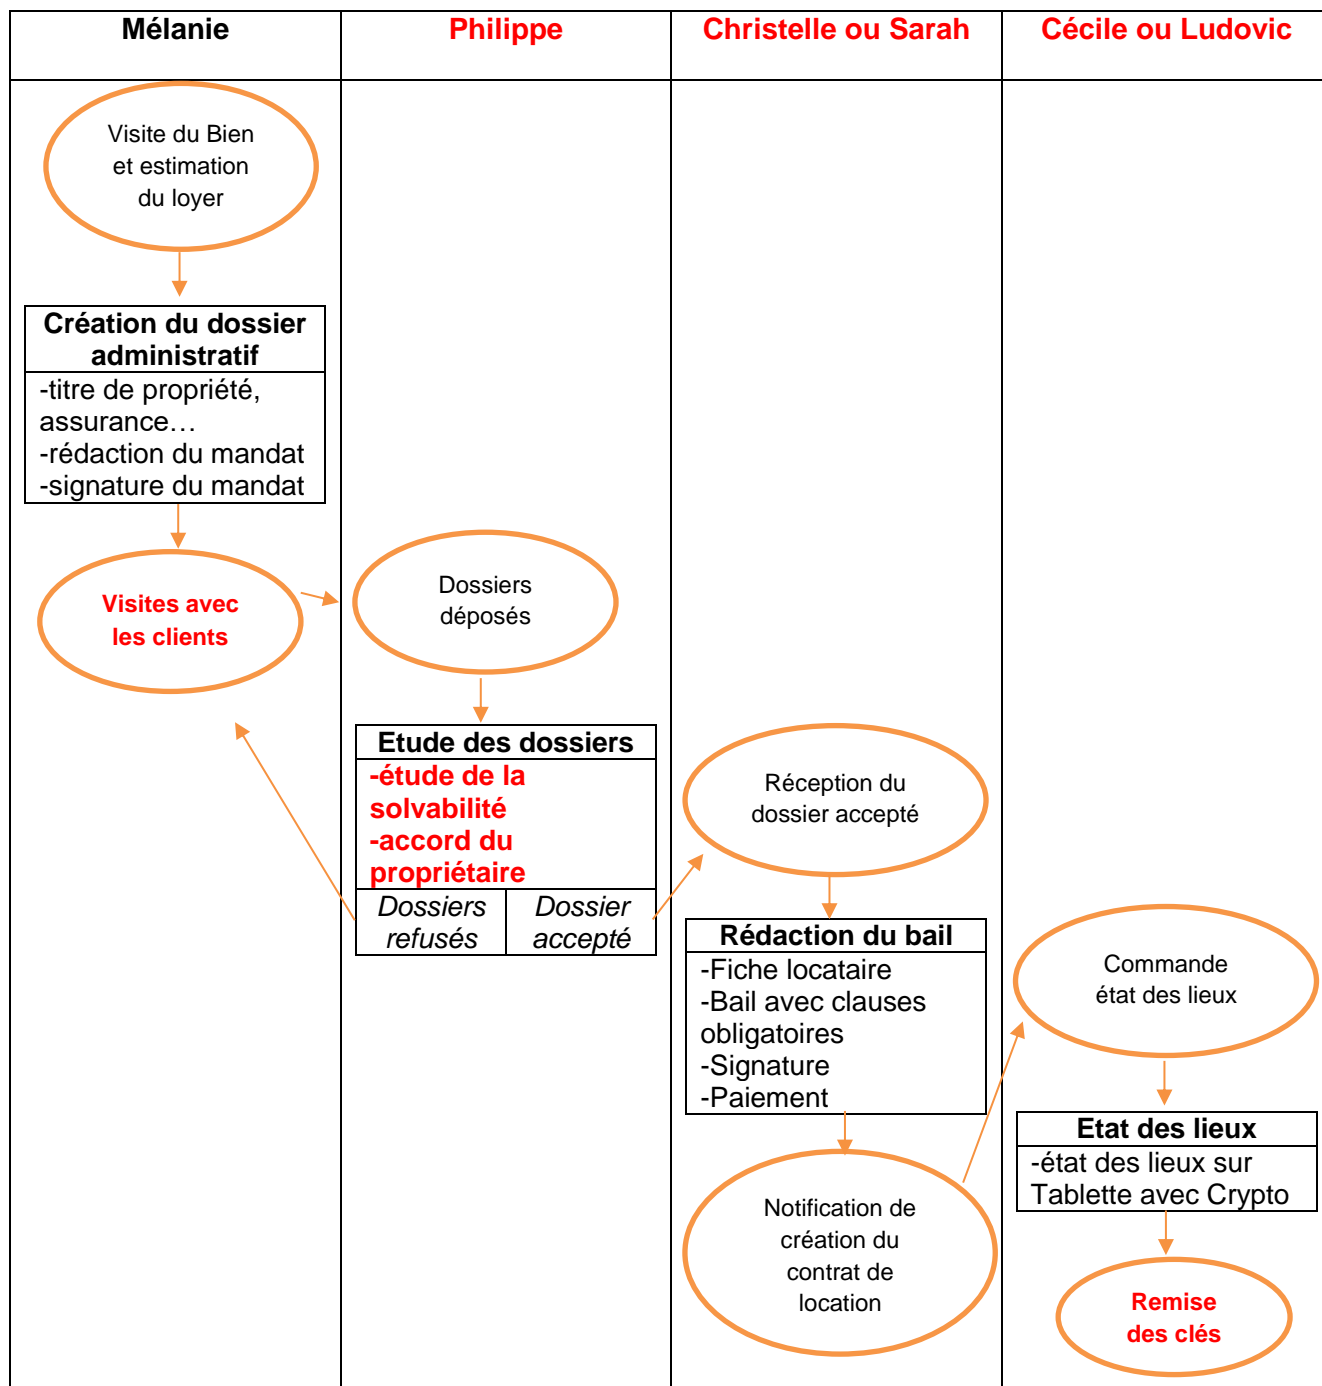 Mélanie
Philippe
Christelle ou Sarah
Cécile ou Ludovic
Visite du Bien
et estimation
du loyer
Création du dossier
administratif
-titre de propriété,
assurance…
-rédaction du mandat
-signature du mandat
Visites avec
les clients
Dossiers
déposés
Etude des dossiers
-étude de la
solvabilité
-accord du
propriétaire
Dossiers
refusés
Dossier
accepté
Réception du
dossier accepté
Rédaction du bail
-Fiche locataire
-Bail avec clauses
obligatoires
-Signature
-Paiement
Notification de
création du
contrat de
location
Commande
état des lieux
Etat des lieux
-état des lieux sur
Tablette avec Crypto
Remise
des clés